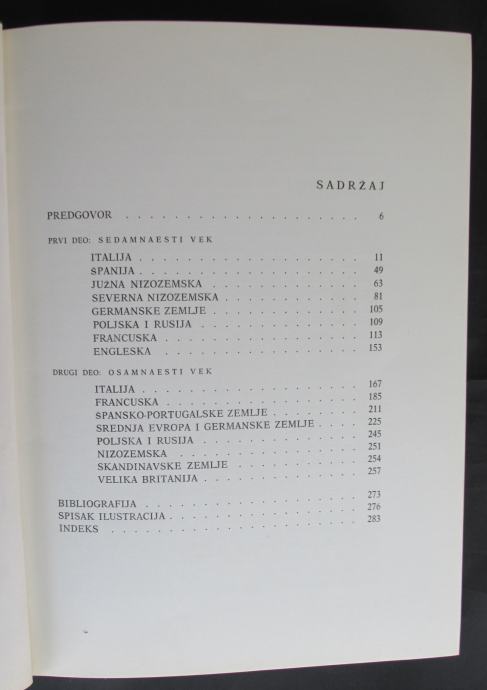 SADRŽAJ
PREDGOVOR . . . . . . . . . . . . . . . . . . . 6
PRVI DEO: SEDAMNAESTI VEK
ITALIJA . . . . . . . . . . . . . . . . . . 11
ŠPANIJA . . . . . . . . . . . . . . . . . . 49
JUŽNA NIZOZEMSKA . . . . . . . . . . . . 63
SEVERNA NIZOZEMSKA . . . . . . . . . . . 81
GERMANSKE ZEMLJE . . . . . . . . . . . . 105
POLJSKA I RUSIJA . . . . . . . . . . . . . 109
FRANCUSKA . . . . . . . . . . . . . . . 113
ENGLESKA . . . . . . . . . . . . . . . 153
DRUGI DEO: OSAMNAESTI VEK
ITALIJA . . . . . . . . . . . . . . . . . . 167
FRANCUSKA . . . . . . . . . . . . . . . 185
ŠPANSKO-PORTUGALSKE ZEMLJE . . . . . . . 211
SREDNJA EVROPA I GERMANSKE ZEMLJE . . . . 225
POLJSKA I RUSIJA . . . . . . . . . . . . . 245
NIZOZEMSKA . . . . . . . . . . . . . . 251
SKANDINAVSKE ZEMLJE . . . . . . . . . . 254
VELIKA BRITANIJA . . . . . . . . . . . . 257
BIBLIOGRAFIJA . . . . . . . . . . . . . . . . . 273
SPISAK ILUSTRACIJA . . . . . . . . . . . . . . . 276
INDEKS . . . . . . . . . . . . . . . . . . . . 283